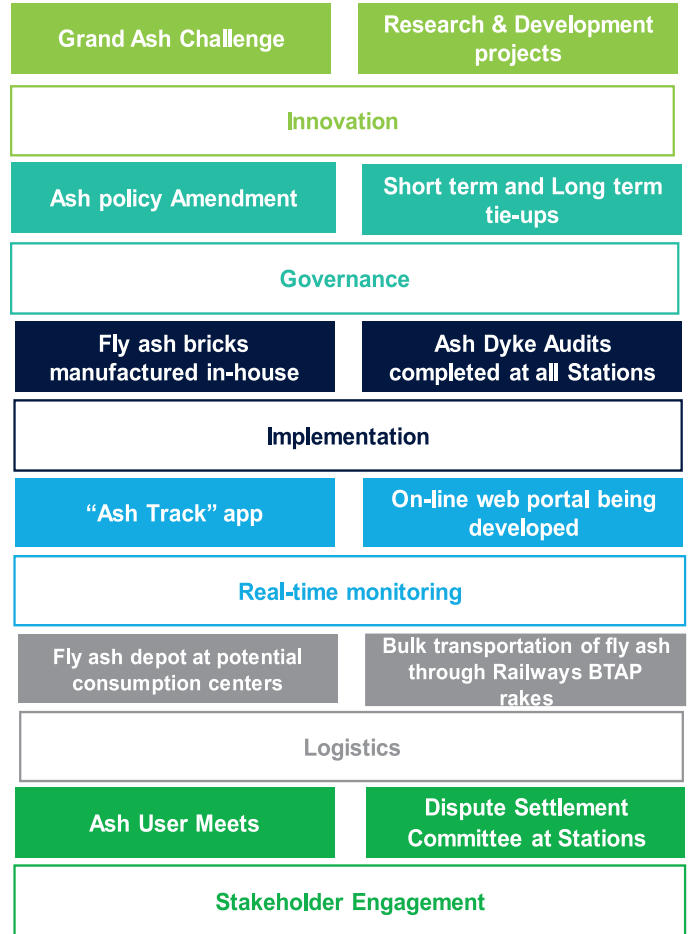 Grand Ash Challenge
Research & Development
projects
Innovation
Ash policy Amendment
Short term and Long term
tie-ups
Governance
Fly ash bricks
manufactured in-house
Ash Dyke Audits
completed at all Stations
Implementation
“Ash Track” app
On-line web portal being
developed
Real-time monitoring
Fly ash depot at potential
consumption centers
Bulk transportation of fly ash
through Railways BTAP
rakes
Logistics
Ash User Meets
Dispute Settlement
Committee at Stations
Stakeholder Engagement